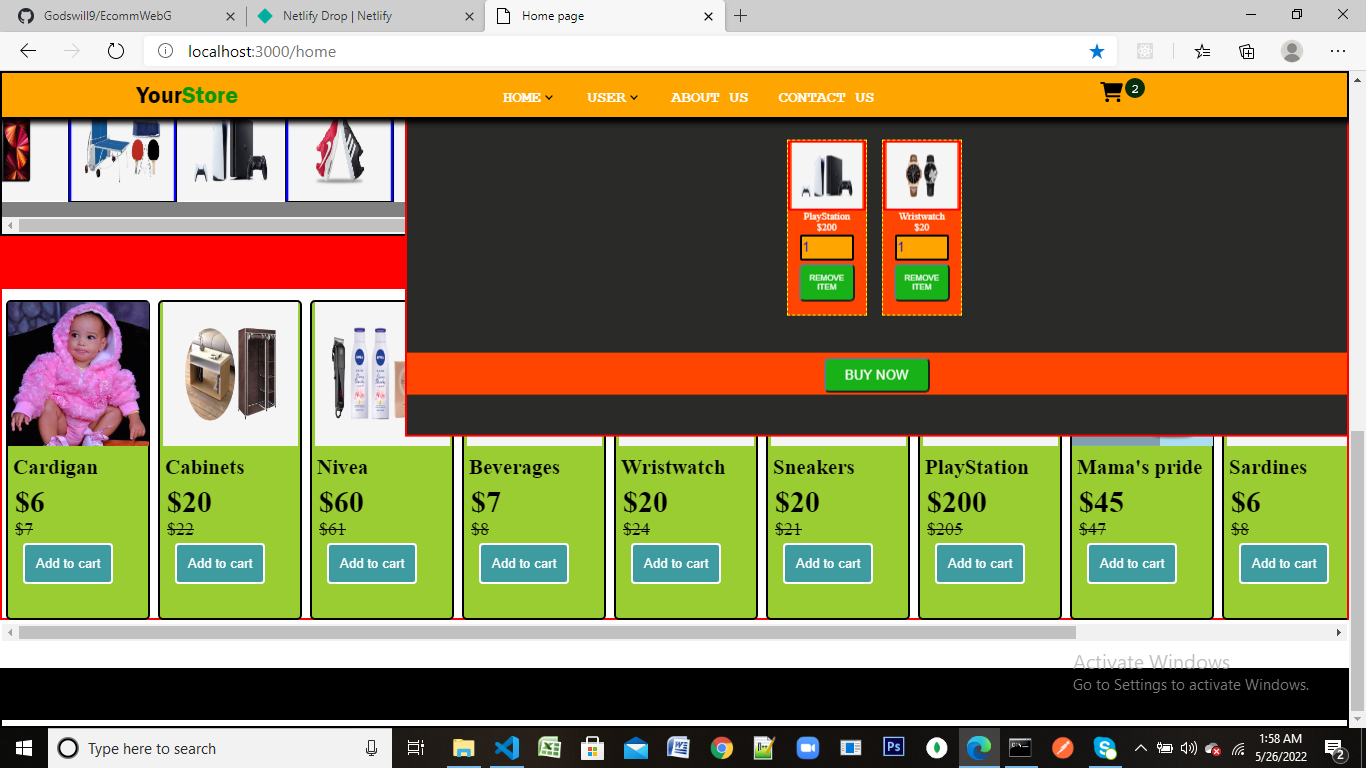 Godswill9/EcommWebG
Netlify Drop | Netlify
Home page
localhost:3000/home
YourStore
HOME
USER
ABOUT US
CONTACT US
2
PlayStation
$200
1
REMOVE
ITEM
Wristwatch
$20
1
REMOVE
ITEM
BUY NOW
Cardigan
$6
$7
Add to cart
Cabinets
$20
$22
Add to cart
Nivea
$60
$61
Add to cart
Beverages
$7
$8
Add to cart
Wristwatch
$20
$24
Add to cart
Sneakers
$20
$21
Add to cart
PlayStation
$200
$205
Add to cart
Mama's pride
$45
$47
Add to cart
Sardines
$6
$8
Add to cart
Activate Windows
Go to Settings to activate Windows.
Type here to search
1:58 AM
5/26/2022
2